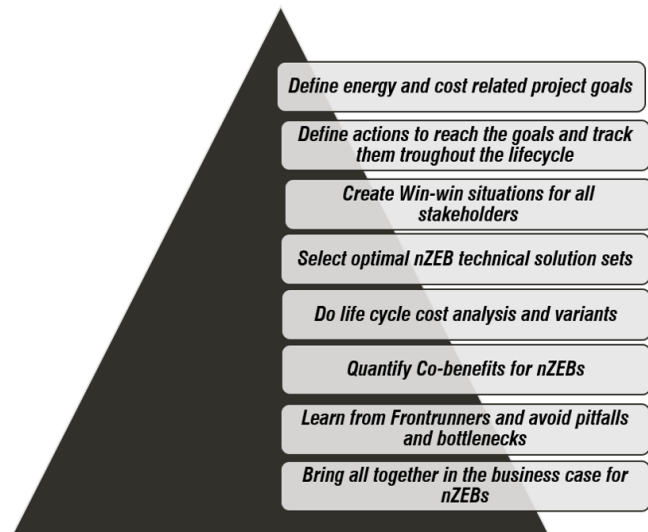 Define energy and cost related project goals
Define actions to reach the goals and track
them troughout the lifecycle
Create Win-win situations for all
stakeholders
Select optimal nZEB technical solution sets
Do life cycle cost analysis and variants
Quantify Co-benefits for nZEBs
Learn from Frontrunners and avoid pitfalls
and bottlenecks
Bring all together in the business case for
nZEBs